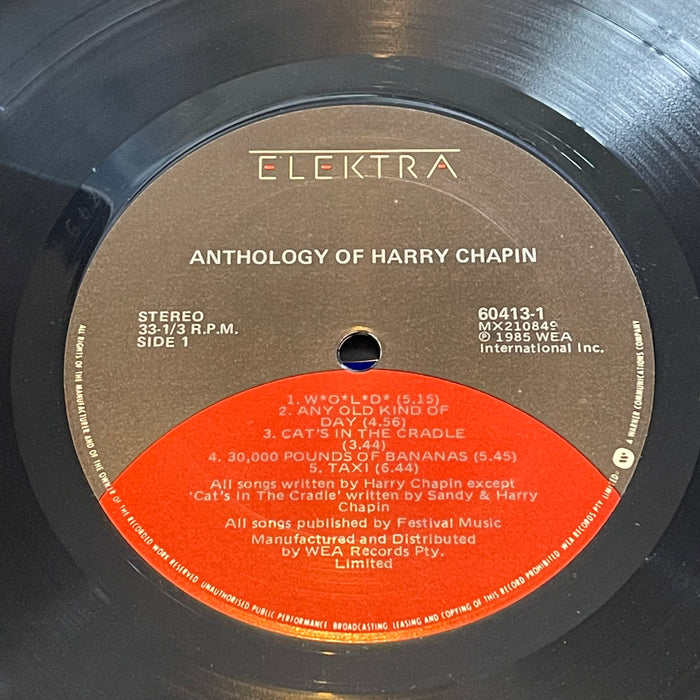 ELEKTRA
ANTHOLOGY OF HARRY CHAPIN
STEREO
33-1/3 R.P.M.
SIDE 1
60413-1
MX210849
℗ 1985 WEA
International Inc.
1. W*O*L*D* (5.15)
2. ANY OLD KIND OF
DAY (4.56)
3. CAT'S IN THE CRADLE
(3.44)
4. 30,000 POUNDS OF BANANAS (5.45)
5. TAXI (6.44)
All songs written by Harry Chapin except
'Cat's In The Cradle' written by Sandy & Harry
Chapin
All songs published by Festival Music
Manufactured and Distributed
by WEA Records Pty.
Limited
ALL RIGHTS OF THE MANUFACTURER AND OF THE OWNER OF THE RECORDED WORK RESERVED UNAUTHORISED PUBLIC PERFORMANCE BROADCASTING LEASING AND COPYING OF THIS RECORD PROHIBITED. WEA RECORDS PTY LIMITED. A WARNER COMMUNICATIONS COMPANY